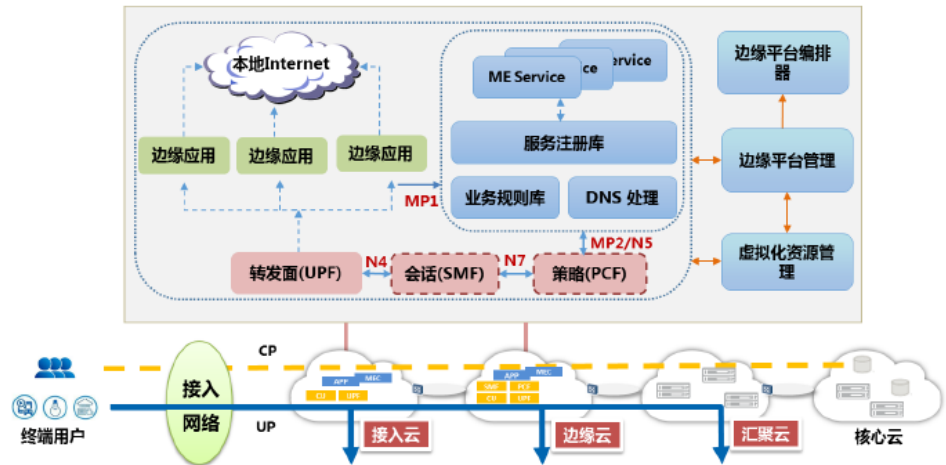 本地Internet
边缘应用
边缘应用
边缘应用
ME Service
ce
rvice
服务注册库
业务规则库
DNS 处理
MP1
MP2/N5
转发面(UPF)
N4
会话(SMF)
N7
策略(PCF)
边缘平台编排
器
边缘平台管理
虚拟化资源管
理
CP
接入
网络
UP
终端用户
APP
MEC
CU
UPF
接入云
APP
MEC
SMF
PCF
CU
UPF
边缘云
汇聚云
核心云